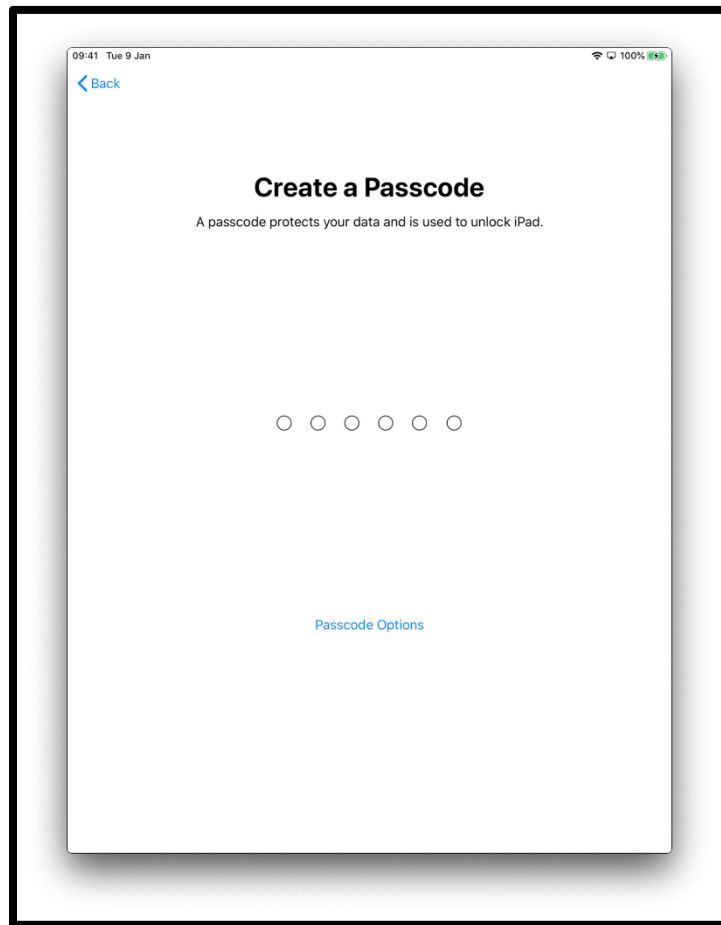 09:41 Tue 9 Jan 100%
Back
Create a Passcode
A passcode protects your data and is used to unlock iPad.
Passcode Options